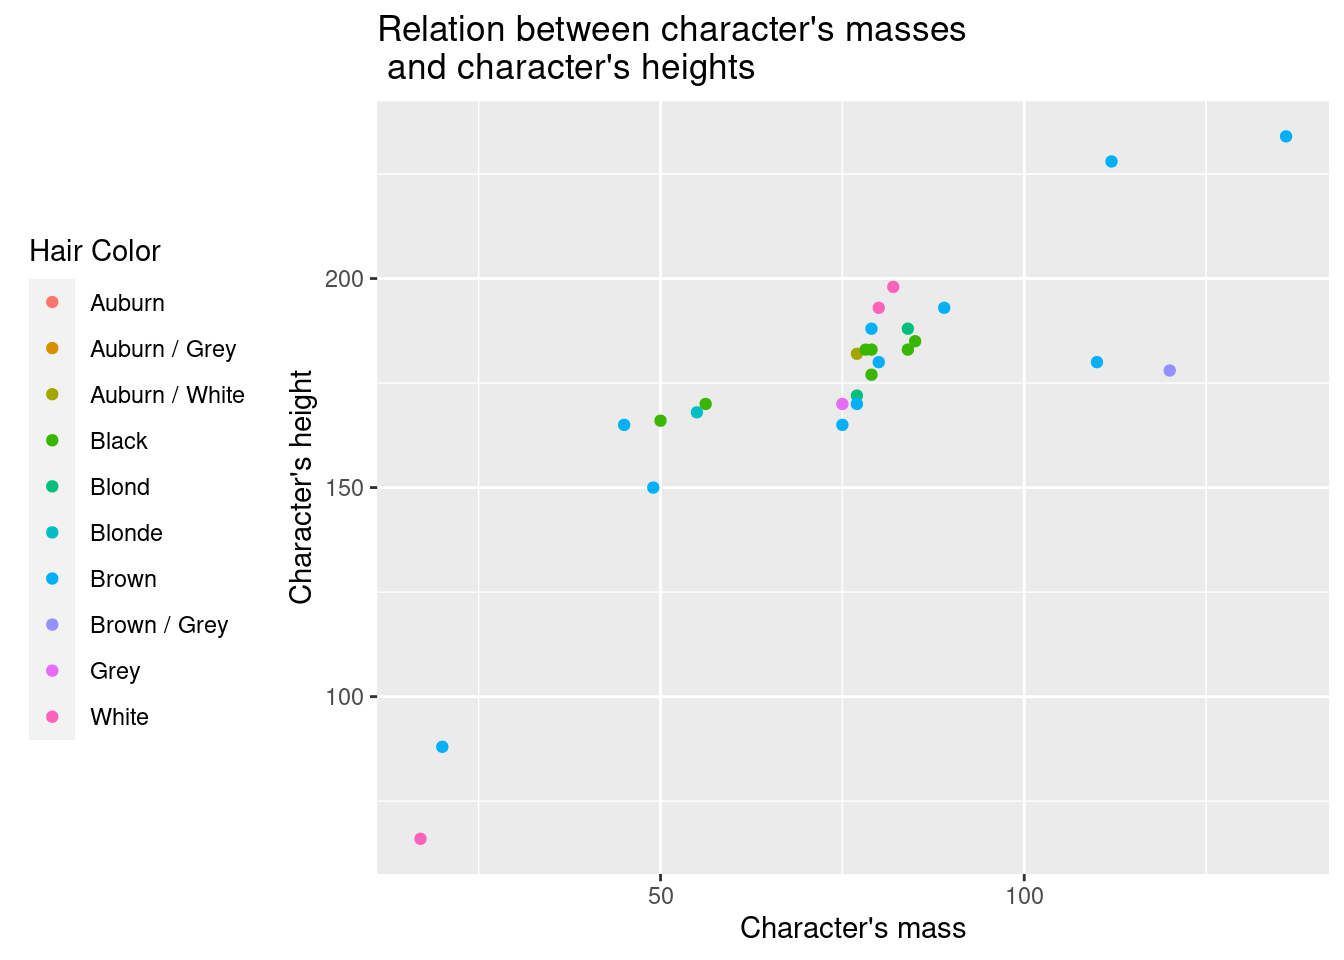 Relation between character's masses
and character's heights
Hair Color
Auburn
Auburn / Grey
Auburn / White
Black
Blond
Blonde
Brown
Brown / Grey
Grey
White
Character's height
200
150
100
50
100
Character's mass